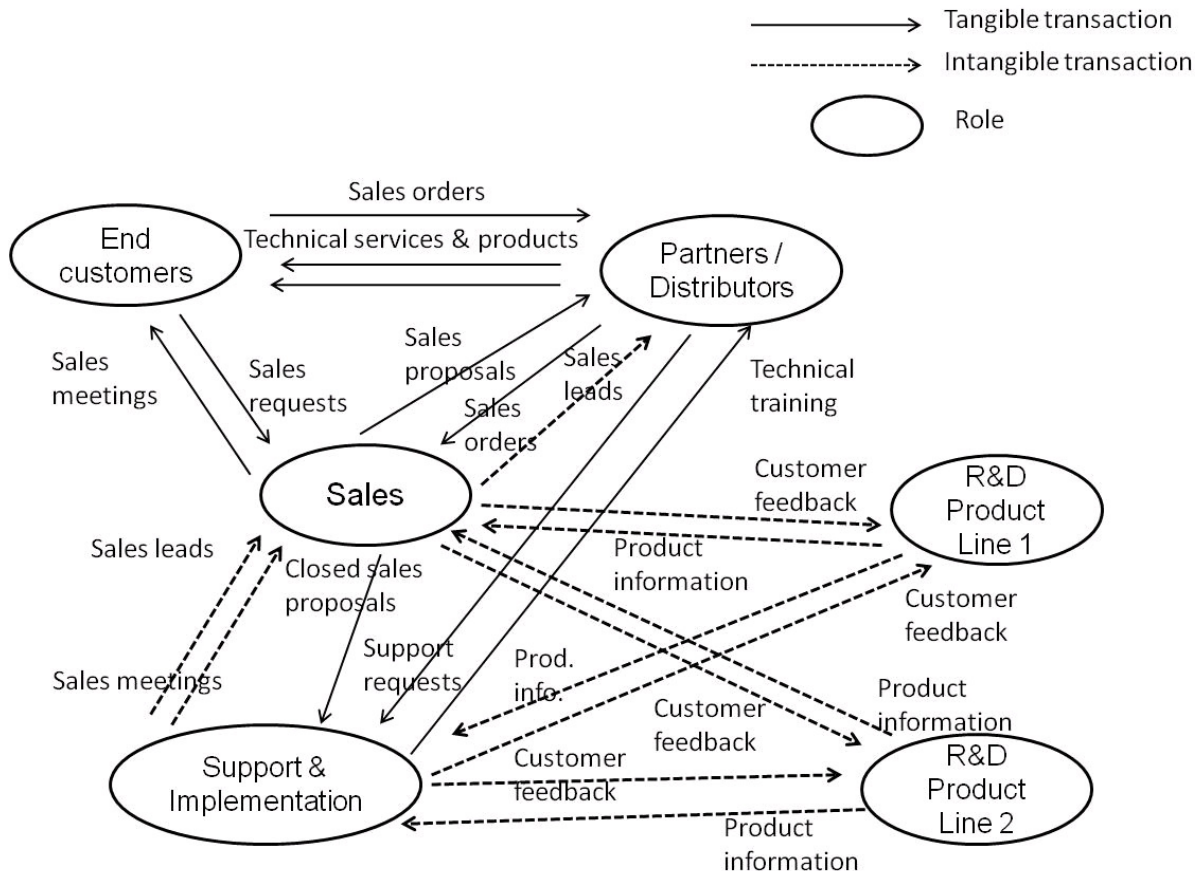 Tangible transaction
Intangible transaction
Role
Sales orders
Technical services & products
End
customers
Partners /
Distributors
Sales
meetings
Sales
requests
Sales
proposals
Sales
leads
Sales
orders
Technical
training
Sales
Customer
feedback
R&D
Product
Line 1
Sales leads
Closed sales
proposals
Product
information
Customer
feedback
Sales meetings
Support
requests
Prod.
info.
Customer
feedback
Product
information
Support &
Implementation
Customer
feedback
R&D
Product
Line 2
Product
information